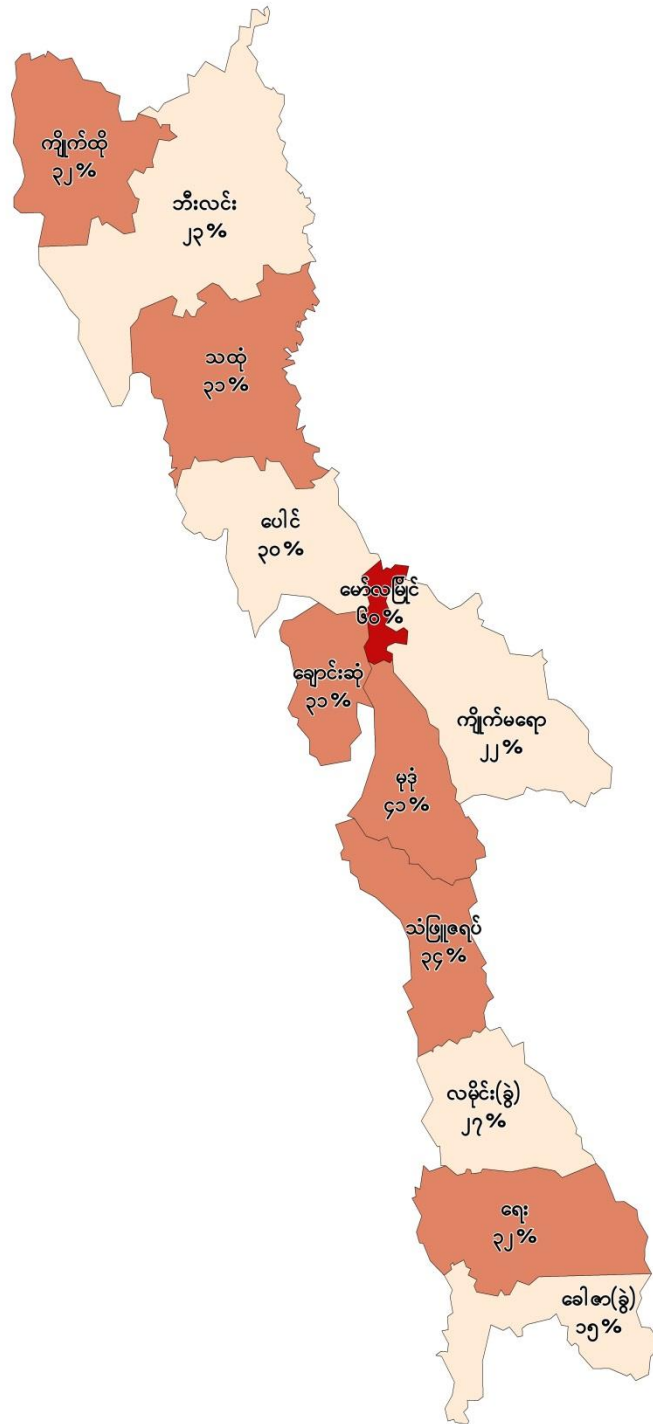 ကျိုက်ထို
၃၂%
ဘီးလင်း
၂၃%
သထုံ
၃၁%
ပေါင်
၃၀%
မော်လမြိုင်
၆၀%
ချောင်းဆုံ
၃၁%
ကျိုက်မရော
၂၂%
မုဒုံ
၄၁%
သံဖြူဇရပ်
၃၄%
လမိုင်း(ခွဲ)
၂၇%
ရေး
၃၂%
ခေါဇာ(ခွဲ)
၁၅%